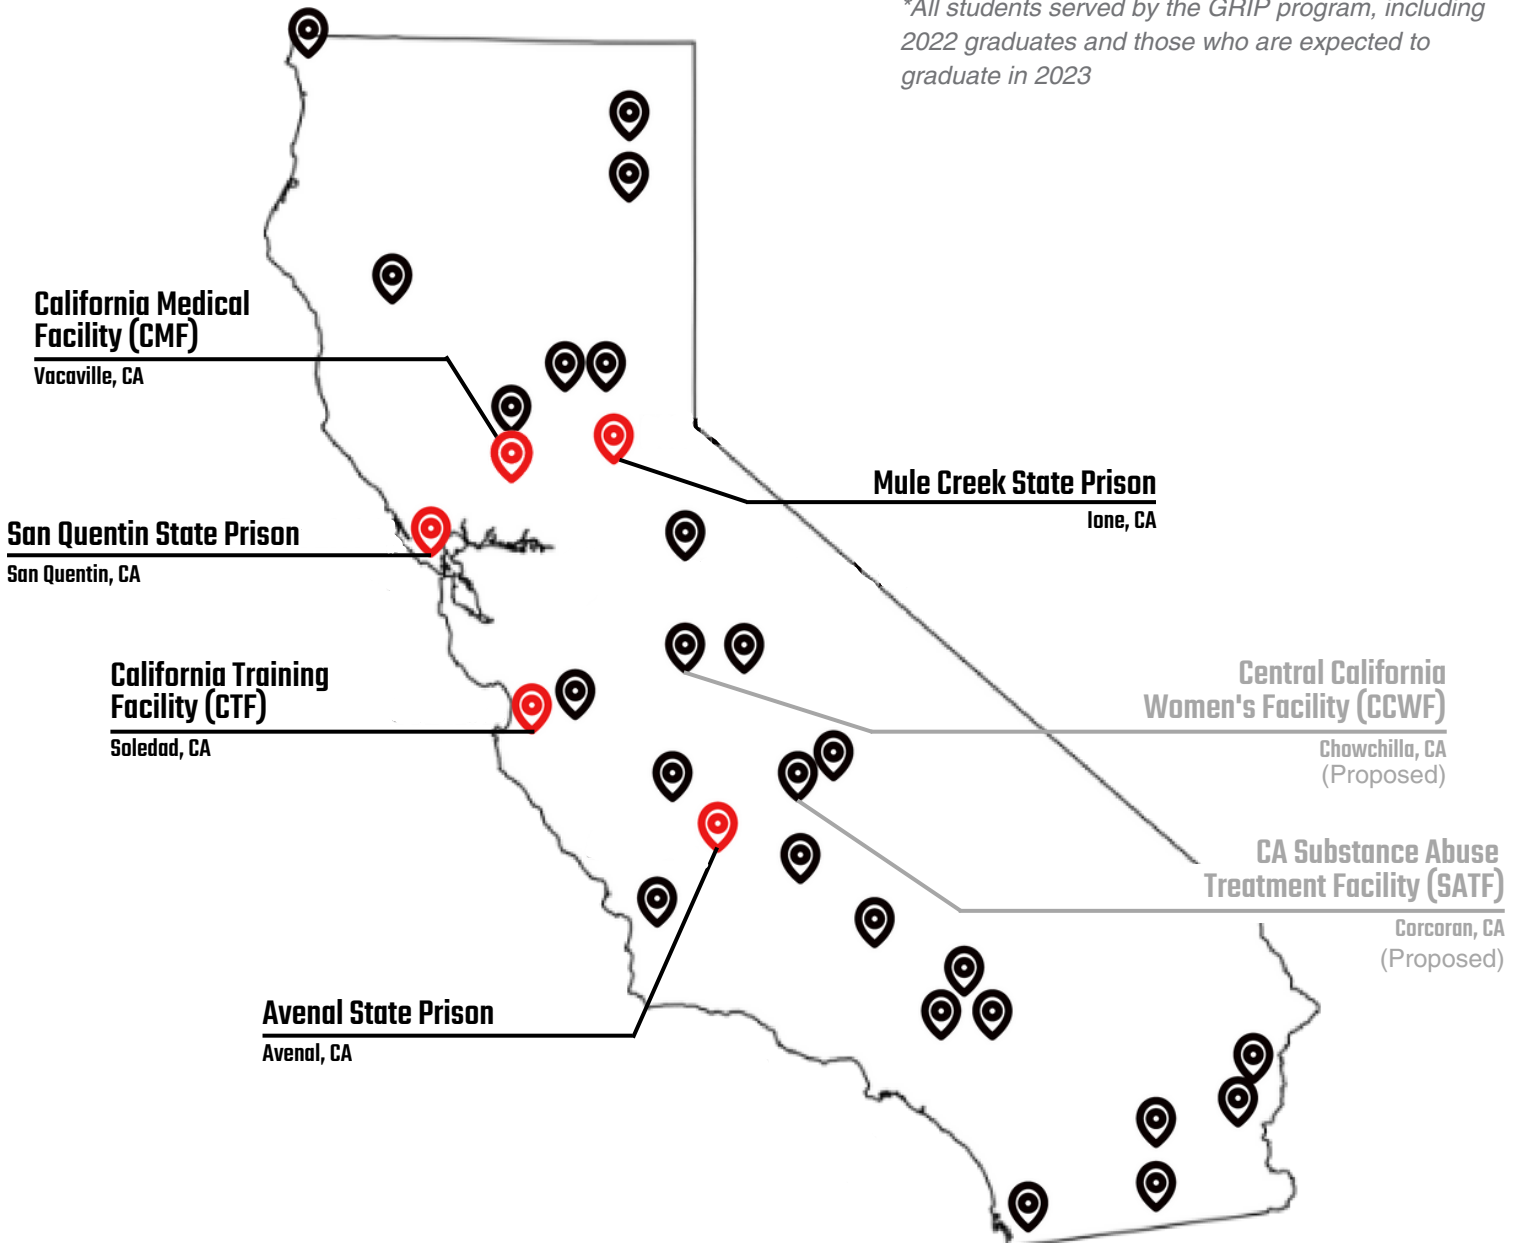 *All students served by the GRIP program, including
2022 graduates and those who are expected to
graduate in 2023
California Medical
Facility (CMF)
Vacaville, CA
Mule Creek State Prison
Ione, CA
San Quentin State Prison
San Quentin, CA
California Training
Facility (CTF)
Soledad, CA
Central California
Women's Facility (CCWF)
Chowchilla, CA
(Proposed)
CA Substance Abuse
Treatment Facility (SATF)
Corcoran, CA
(Proposed)
Avenal State Prison
Avenal, CA